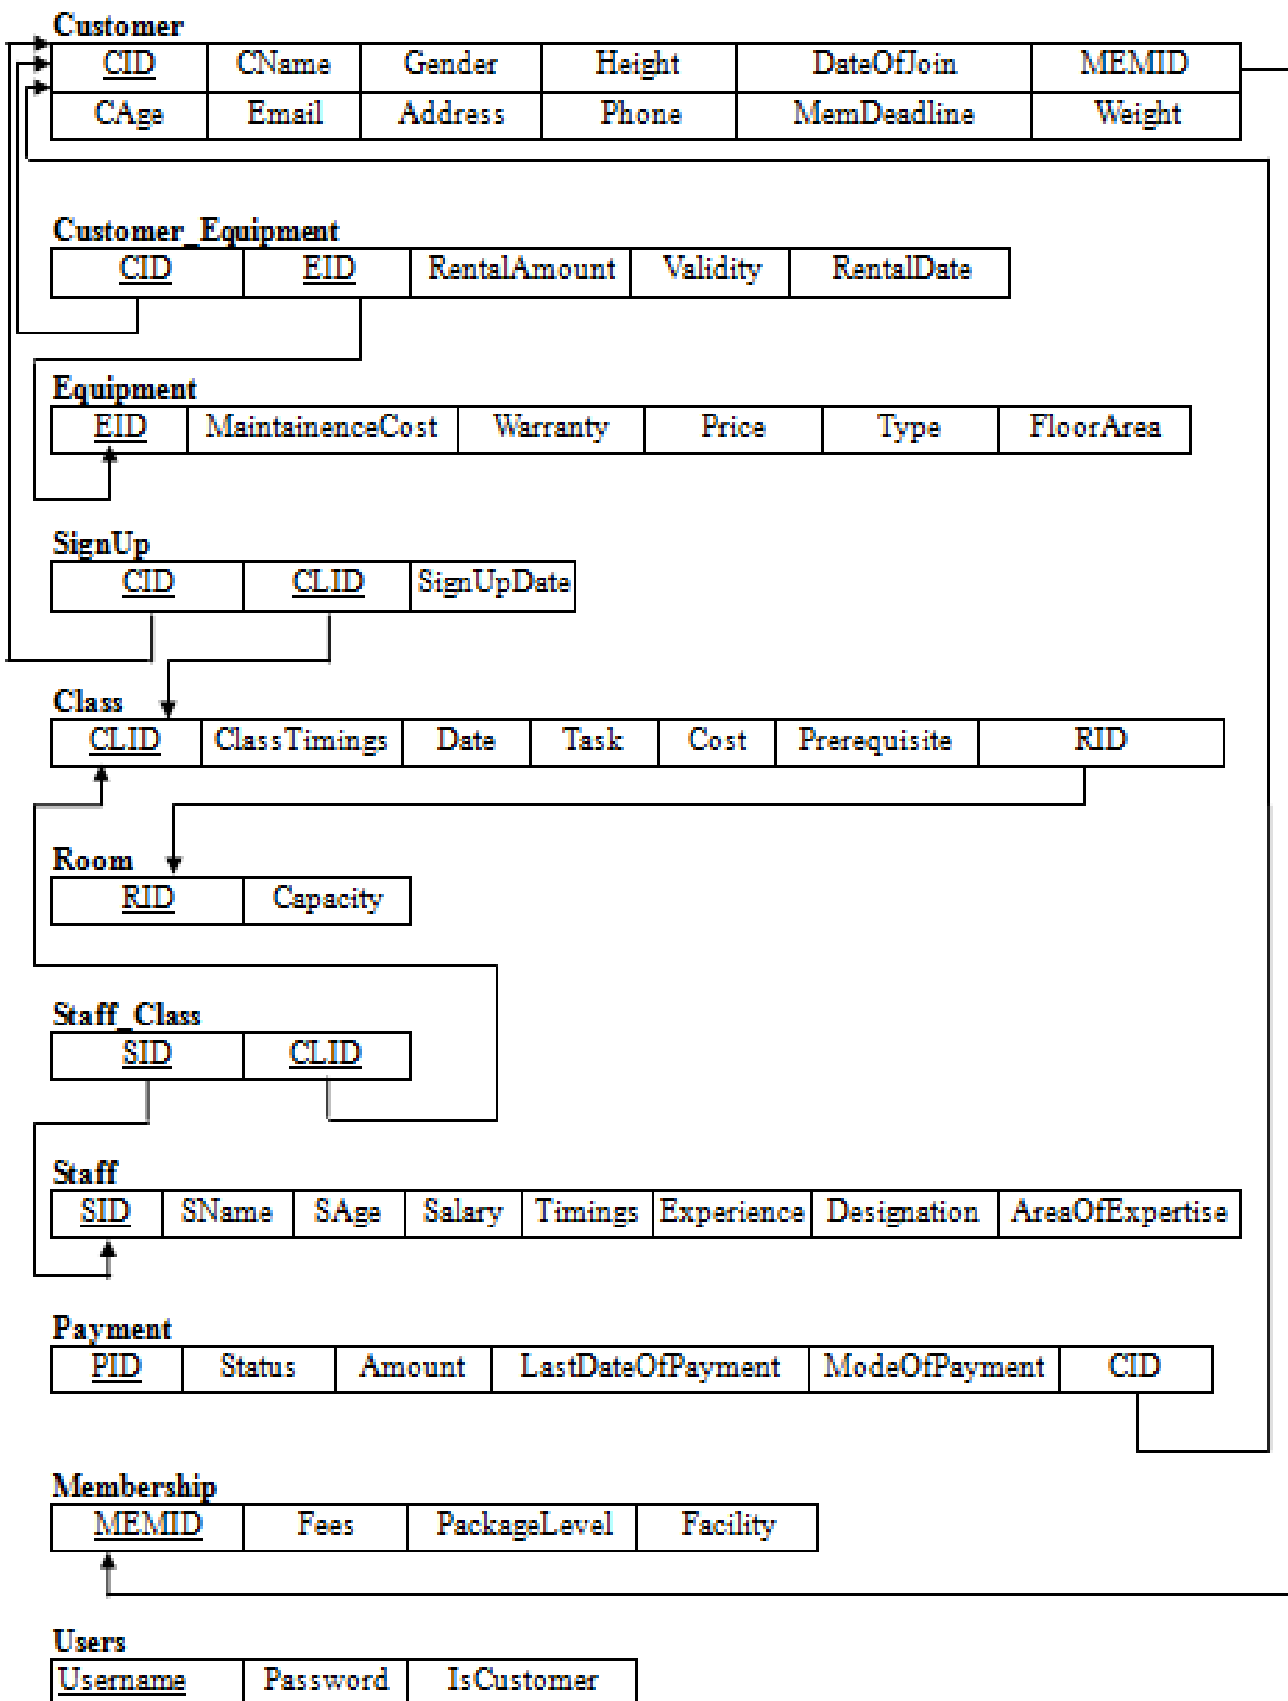 Customer
CID CName Gender Height DateOfJoin MEMID
CAge Email Address Phone MemDeadline Weight
Customer_Equipment
CID EID RentalAmount Validity RentalDate
Equipment
EID MaintainenceCost Warranty Price Type FloorArea
SignUp
CID CLID SignUpDate
Class
CLID ClassTimings Date Task Cost Prerequisite RID
Room
RID Capacity
Staff_Class
SID CLID
Staff
SID SName SAge Salary Timings Experience Designation AreaOfExpertise
Payment
PID Status Amount LastDateOfPayment ModeOfPayment CID
Membership
MEMID Fees PackageLevel Facility
Users
Username Password IsCustomer